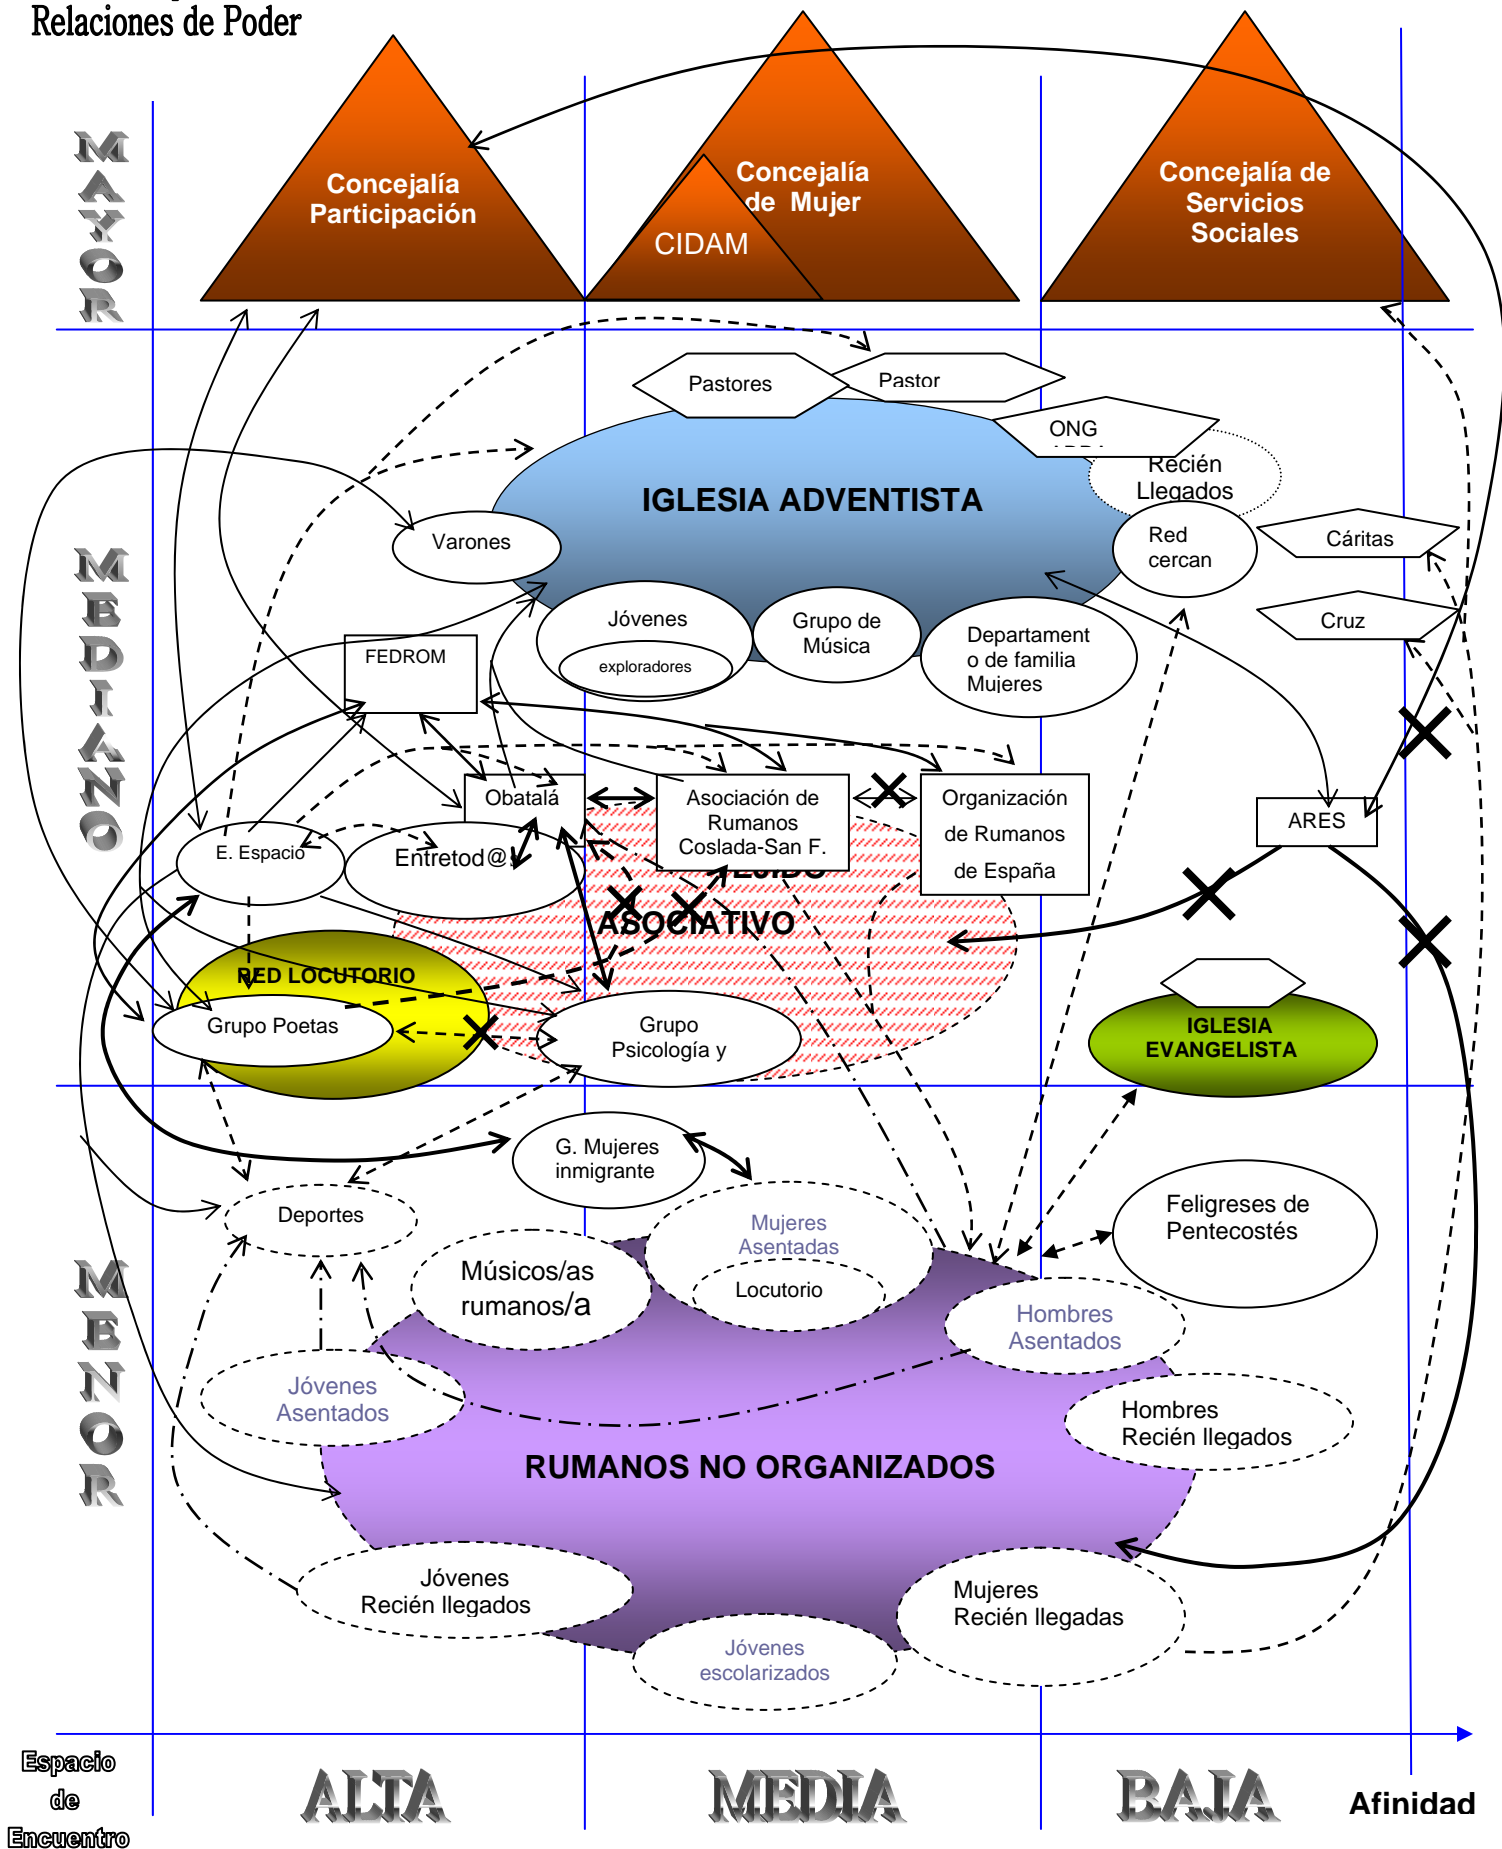 Relaciones de Poder
MAYOR
Concejalía
Participación
Concejalía
de Mujer
CIDAM
Concejalía de
Servicios
Sociales
MEDIANO
Pastores
Pastor
ONG
IGLESIA ADVENTISTA
Recién
Llegados
Varones
Red
cercan
Cáritas
Jóvenes
exploradores
Grupo de
Música
Departament
o de familia
Mujeres
Cruz
FEDROM
Obatalá
Asociación de
Rumanos
Coslada-San F.
Organización
de Rumanos
de España
ARES
E. Espacio
Entretod@s
TEJIDO
ASOCIATIVO
RED LOCUTORIO
Grupo Poetas
Grupo
Psicología y
IGLESIA
EVANGELISTA
MENOR
G. Mujeres
inmigrante
Deportes
Feligreses de
Pentecostés
Mujeres
Asentadas
Locutorio
Músicos/as
rumanos/a
Hombres
Asentados
Jóvenes
Asentados
Hombres
Recién llegados
RUMANOS NO ORGANIZADOS
Jóvenes
Recién llegados
Mujeres
Recién llegadas
Jóvenes
escolarizados
Espacio
de
Encuentro
ALTA
MEDIA
BAJA
Afinidad